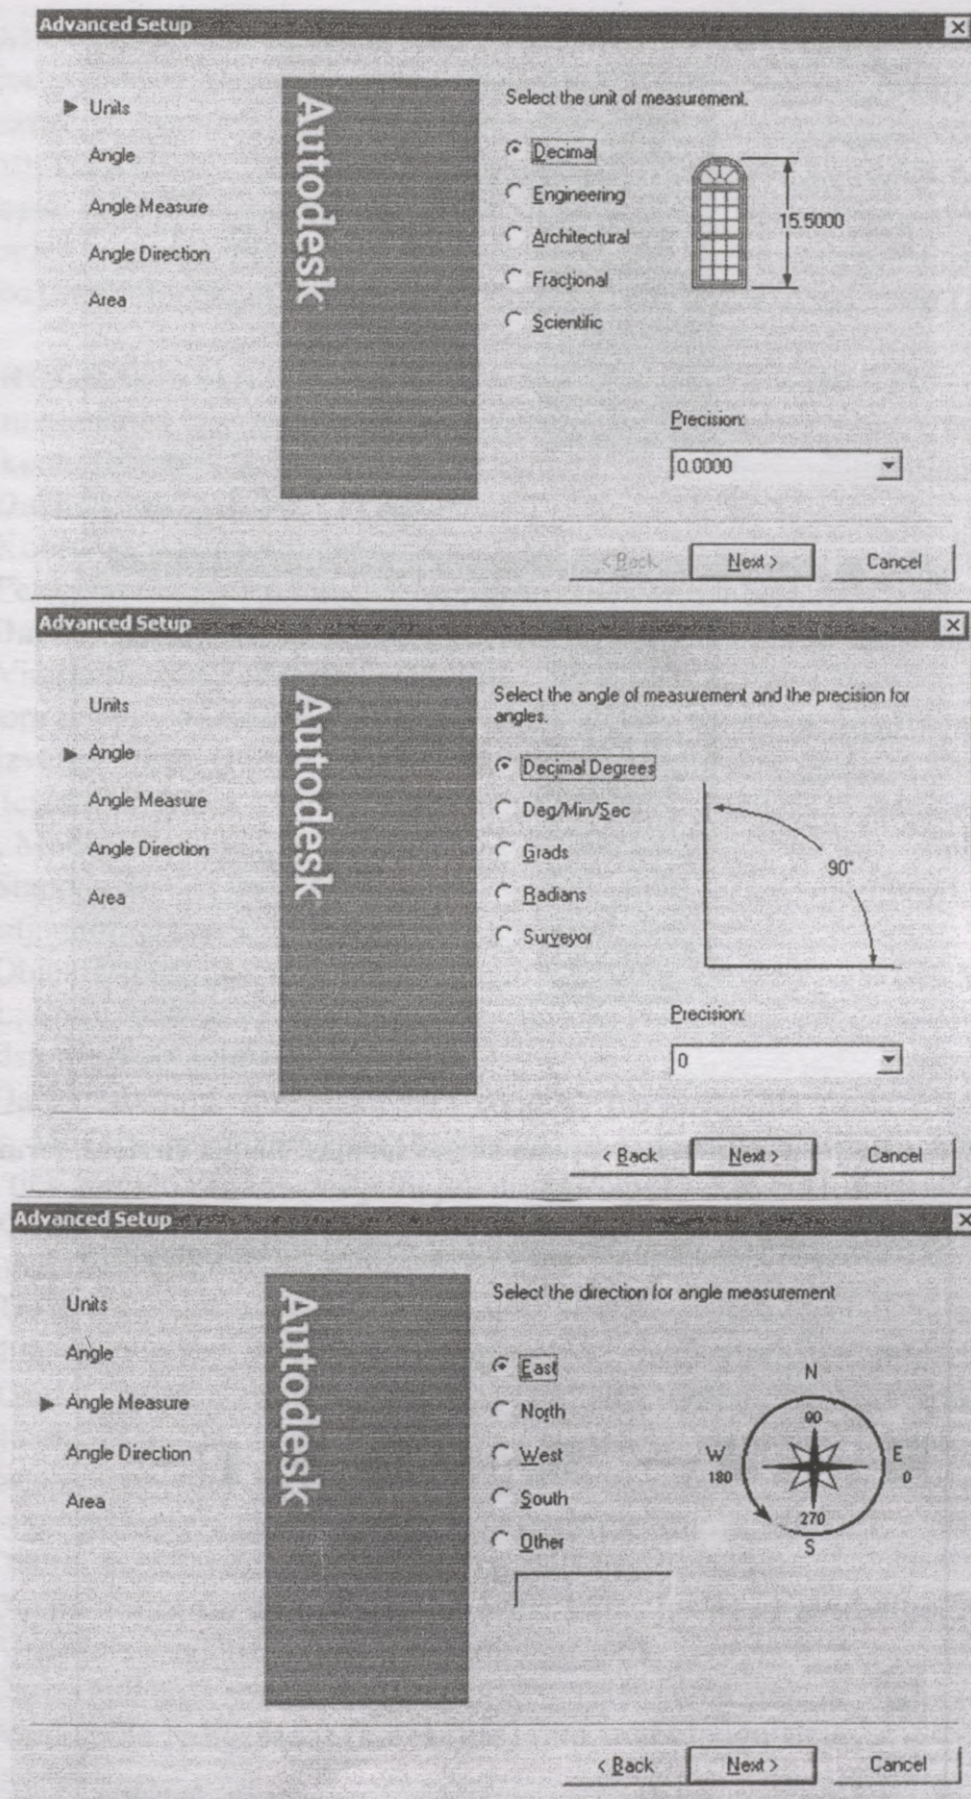 Advanced Setup
Units
Angle
Angle Measure
Angle Direction
Area
Autodesk
Select the unit of measurement.
Decimal
Engineering
Architectural
Fractional
Scientific
15.5000
Precision:
0.0000
< Back
Next >
Cancel
Advanced Setup
Units
Angle
Angle Measure
Angle Direction
Area
Autodesk
Select the angle of measurement and the precision for
angles.
Decimal Degrees
Deg/Min/Sec
Grads
Radians
Surveyor
90°
Precision:
0
< Back
Next >
Cancel
Advanced Setup
Units
Angle
Angle Measure
Angle Direction
Area
Autodesk
Select the direction for angle measurement
East
North
West
South
Other
N
90
W
180
E
0
270
S
< Back
Next >
Cancel